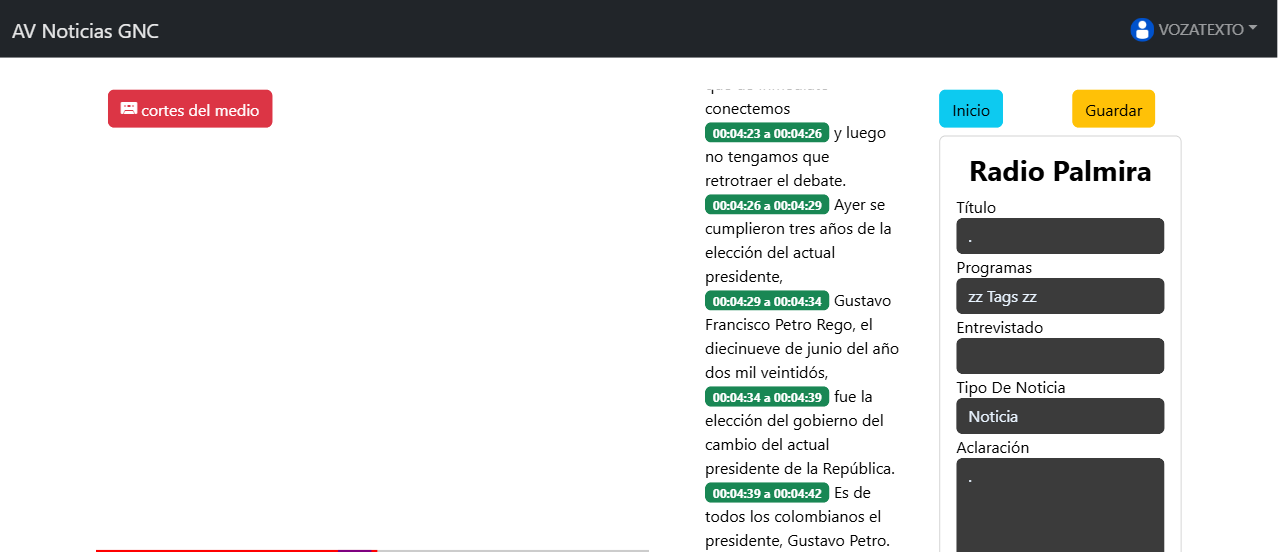 AV Noticias GNC
VOZATEXTO
cortes del medio
conectemos
00:04:23 a 00:04:26 y luego
no tengamos que
retrotraer el debate.
00:04:26 a 00:04:29 Ayer se
cumplieron tres años de la
elección del actual
presidente,
00:04:29 a 00:04:34 Gustavo
Francisco Petro Rego, el
diecinueve de junio del año
dos mil veintidós,
00:04:34 a 00:04:39 fue la
elección del gobierno del
cambio del actual
presidente de la República.
00:04:39 a 00:04:42 Es de
todos los colombianos el
presidente, Gustavo Petro.
Inicio
Guardar
Radio Palmira
Título
.
Programas
zz Tags zz
Entrevistado
Tipo De Noticia
Noticia
Aclaración
.